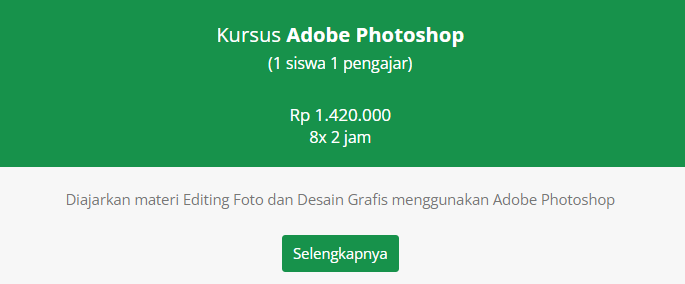 Kursus Adobe Photoshop
(1 siswa 1 pengajar)
Rp 1.420.000
8x 2 jam
Diajarkan materi Editing Foto dan Desain Grafis menggunakan Adobe Photoshop
Selengkapnya